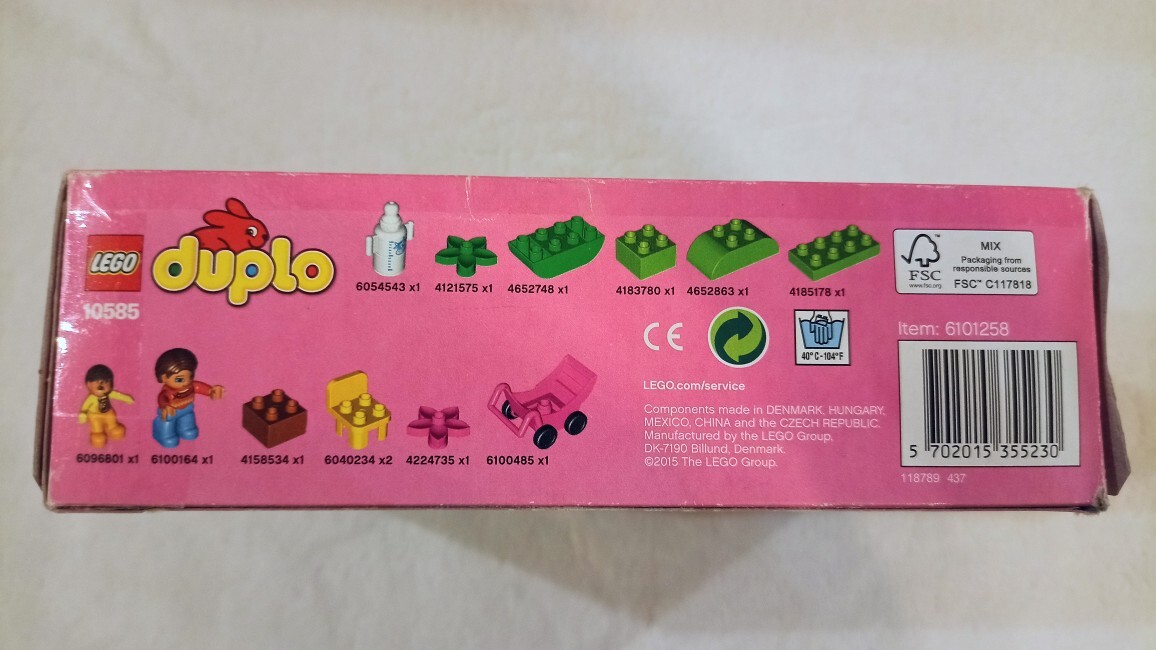 LEGO
duplo
10585
6054543 x1
4121575 x1
4652748 x1
4183780 x1
4652863 x1
4185178 x1
FSC™
www.fsc.org
MIX
Packaging from
responsible sources
FSC™ C117818
6096801 x1
6100164 x1
4158534 x1
6040234 x2
4224735 x1
6100485 x1
CE
40°C-104°F
LEGO.com/service
Components made in DENMARK, HUNGARY,
MEXICO, CHINA and the CZECH REPUBLIC.
Manufactured by the LEGO Group,
DK-7190 Billund, Denmark.
©2015 The LEGO Group.
Item: 6101258
5 702015 355230
118789 437